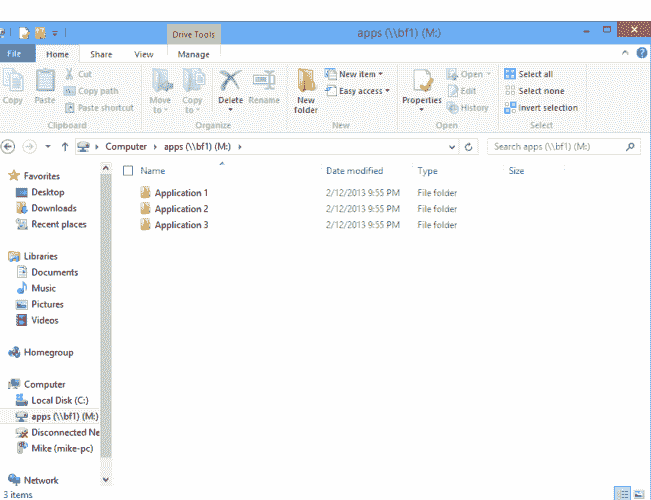 Drive Tools
apps (\\bf1) (M:)
File Home Share View Manage
Copy
Paste
Cut
Copy path
Paste shortcut
Clipboard
Move to
Copy to
Delete
Rename
Organize
New folder
New item
Easy access
New
Properties
Open
Edit
History
Open
Select all
Select none
Invert selection
Select
Computer apps (\\bf1) (M:)
Search apps (\\bf1) (M:)
Name Date modified Type Size
Application 1 2/12/2013 9:55 PM File folder
Application 2 2/12/2013 9:55 PM File folder
Application 3 2/12/2013 9:55 PM File folder
Favorites
Desktop
Downloads
Recent places
Libraries
Documents
Music
Pictures
Videos
Homegroup
Computer
Local Disk (C:)
apps (\\bf1) (M:)
Disconnected Ne
Mike (mike-pc)
Network
3 items